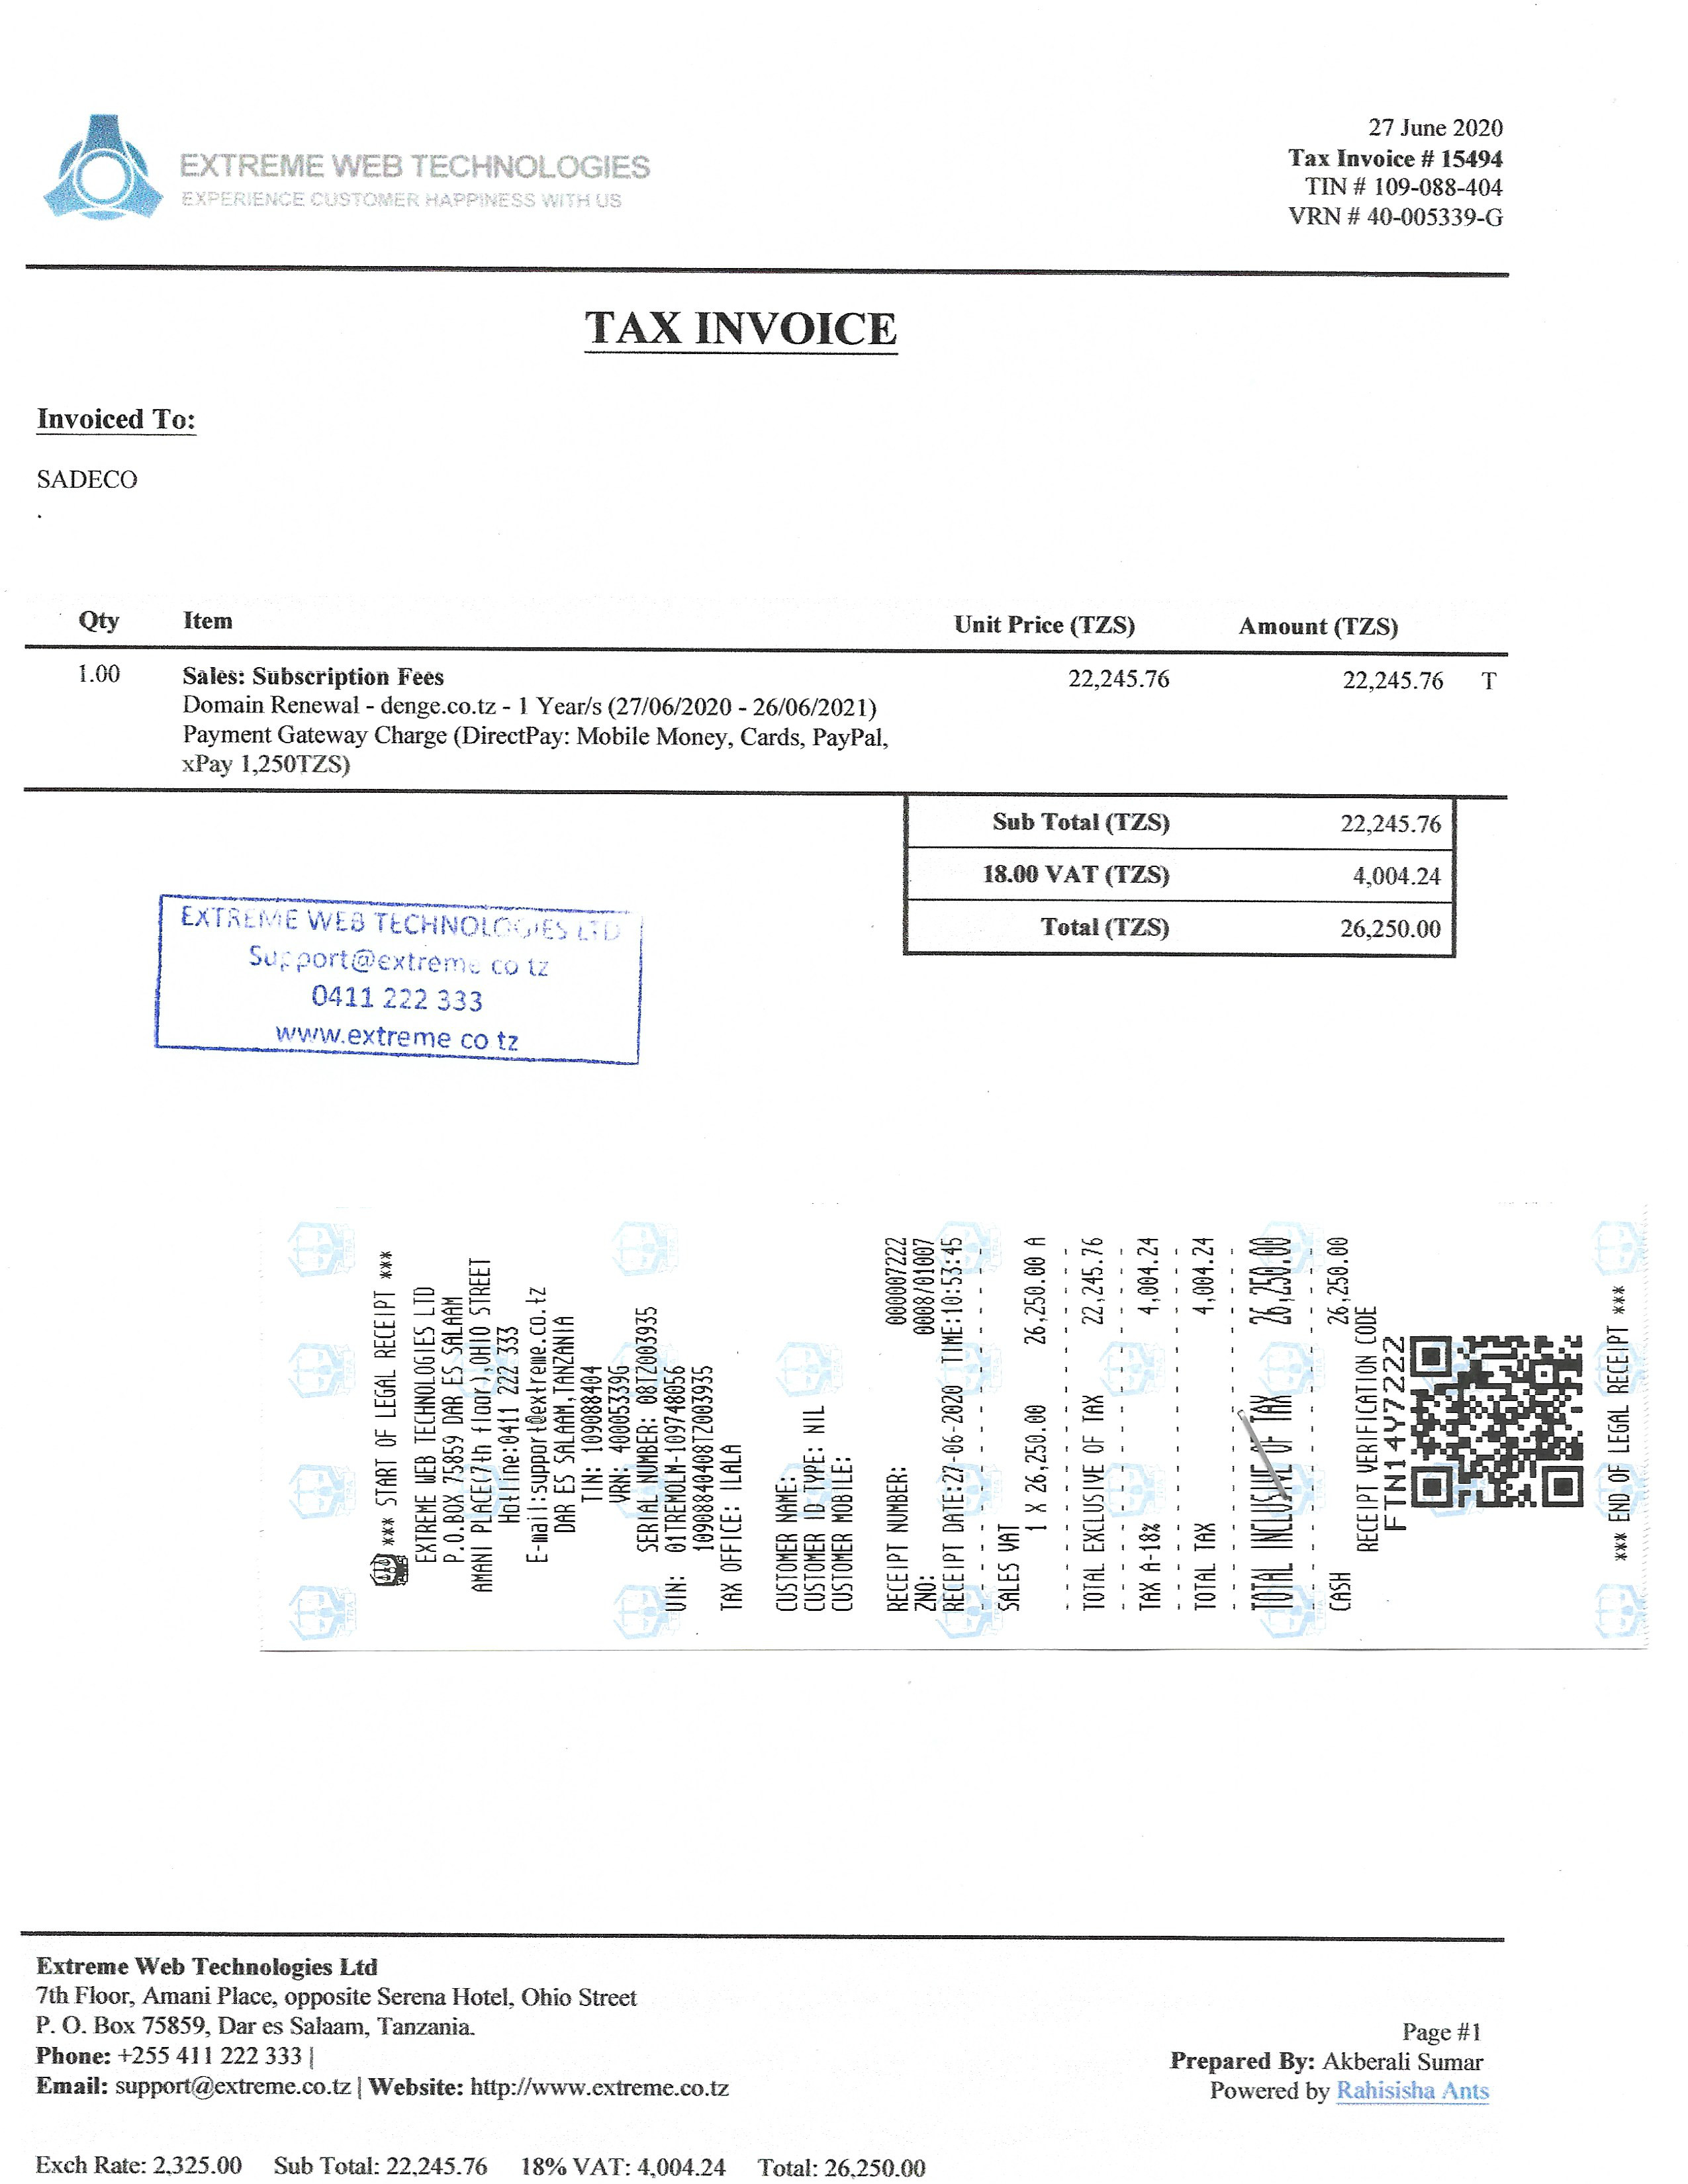 EXTREME WEB TECHNOLOGIES
EXPERIENCE CUSTOMER HAPPINESS WITH US
27 June 2020
Tax Invoice # 15494
TIN # 109-088-404
VRN # 40-005339-G
TAX INVOICE
Invoiced To:
SADECO
.
Qty Item Unit Price (TZS) Amount (TZS)
1.00 Sales: Subscription Fees 22,245.76 22,245.76 T
Domain Renewal - denge.co.tz - 1 Year/s (27/06/2020 - 26/06/2021)
Payment Gateway Charge (DirectPay: Mobile Money, Cards, PayPal,
xPay 1,250TZS)
Sub Total (TZS) 22,245.76
18.00 VAT (TZS) 4,004.24
Total (TZS) 26,250.00
EXTREME WEB TECHNOLOGIES LTD
Support@extreme co tz
0411 222 333
www.extreme co tz
*** START OF LEGAL RECEIPT ***
EXTREME WEB TECHNOLOGIES LTD
P.O.BOX 75859 DAR ES SALAAM
AMANI PLACE(7th floor),OHIO STREET
Hotline:0411 222 333
E-mail:support@extreme.co.tz
DAR ES SALAAM.TANZANIA
TIN: 109088404
VRN: 40005339G
SERIAL NUMBER: 08TZ003935
UIN: 01TREMOLM-109748056
10908840408TZ003935
TAX OFFICE: ILALA
CUSTOMER NAME:
CUSTOMER ID TYPE: NIL
CUSTOMER MOBILE:
RECEIPT NUMBER: 0000007222
ZNO: 0008/01007
RECEIPT DATE:27-06-2020 TIME:10:53:45
SALES VAT
1 X 26,250.00 26,250.00 A
TOTAL EXCLUSIVE OF TAX 22,245.76
TAX A-18% 4,004.24
TOTAL TAX 4,004.24
TOTAL INCLUSIVE OF TAX 26,250.00
CASH 26,250.00
RECEIPT VERIFICATION CODE
FTN14Y7222
*** END OF LEGAL RECEIPT ***
Extreme Web Technologies Ltd
7th Floor, Amani Place, opposite Serena Hotel, Ohio Street
P. O. Box 75859, Dar es Salaam, Tanzania.
Phone: +255 411 222 333 |
Email: support@extreme.co.tz | Website: http://www.extreme.co.tz
Page #1
Prepared By: Akberali Sumar
Powered by Rahisisha Ants
Exch Rate: 2,325.00 Sub Total: 22,245.76 18% VAT: 4,004.24 Total: 26,250.00